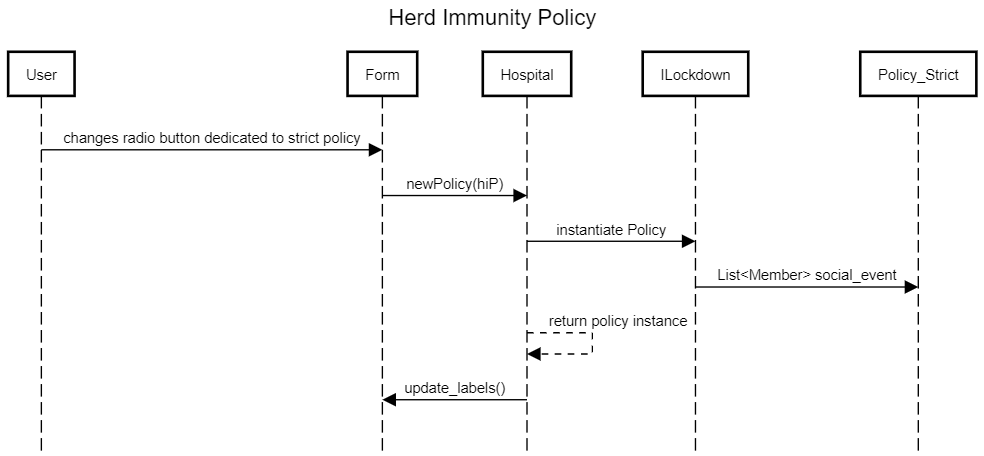 Herd Immunity Policy
User
Form
Hospital
ILockdown
Policy_Strict
changes radio button dedicated to strict policy
newPolicy(hiP)
instantiate Policy
List<Member> social_event
return policy instance
update_labels()